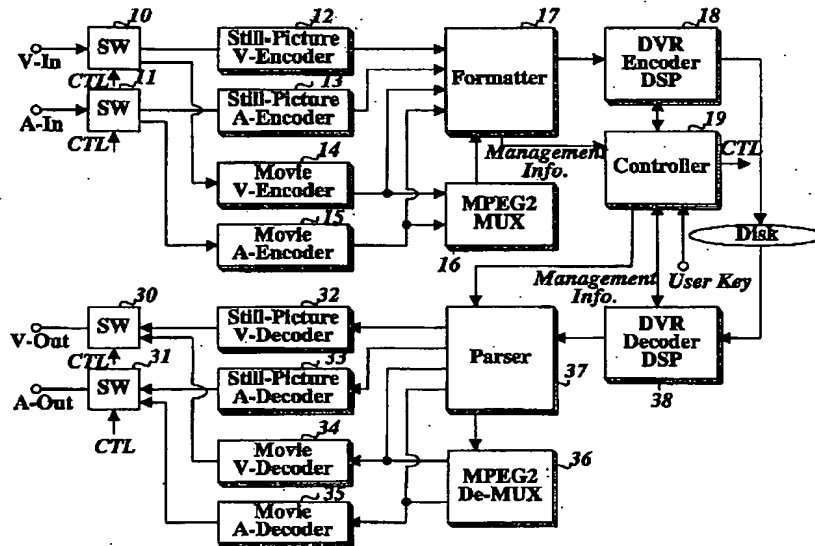 10
12
17
18
V-In
SW
Still-Picture
V-Encoder
Formatter
DVR
Encoder
DSP
CTL
11
13
A-In
SW
Still-Picture
A-Encoder
19
CTL
CTL
14
Management
Info.
Controller
Movie
V-Encoder
MPEG2
MUX
15
Movie
A-Encoder
16
Disk
Management
Info.
User Key
30
32
V-Out
SW
Still-Picture
V-Decoder
Parser
DVR
Decoder
DSP
CTL
31
33
37
38
A-Out
SW
Still-Picture
A-Decoder
CTL
34
Movie
V-Decoder
36
MPEG2
De-MUX
35
Movie
A-Decoder